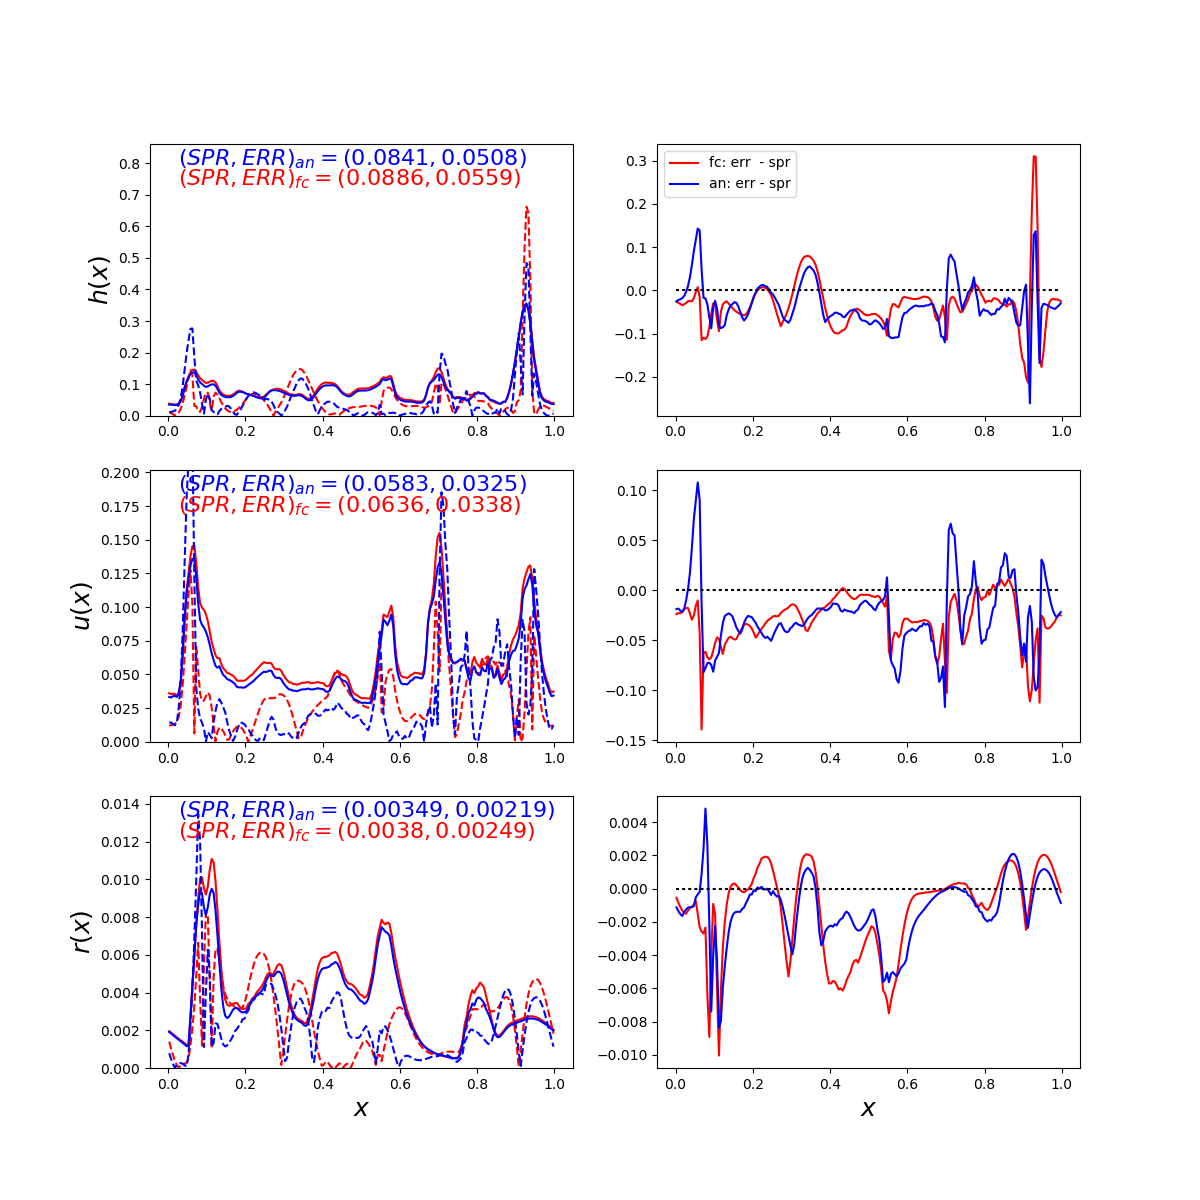 (SPR, ERR)an = (0.0841, 0.0508)
(SPR, ERR)fc = (0.0886, 0.0559)
h(x)
0.8
0.7
0.6
0.5
0.4
0.3
0.2
0.1
0.0
0.0 0.2 0.4 0.6 0.8 1.0
fc: err - spr
an: err - spr
0.3
0.2
0.1
0.0
−0.1
−0.2
0.0 0.2 0.4 0.6 0.8 1.0
(SPR, ERR)an = (0.0583, 0.0325)
(SPR, ERR)fc = (0.0636, 0.0338)
u(x)
0.200
0.175
0.150
0.125
0.100
0.075
0.050
0.025
0.000
0.0 0.2 0.4 0.6 0.8 1.0
0.10
0.05
0.00
−0.05
−0.10
−0.15
0.0 0.2 0.4 0.6 0.8 1.0
(SPR, ERR)an = (0.00349, 0.00219)
(SPR, ERR)fc = (0.0038, 0.00249)
r(x)
0.014
0.012
0.010
0.008
0.006
0.004
0.002
0.000
0.0 0.2 0.4 0.6 0.8 1.0
x
0.004
0.002
0.000
−0.002
−0.004
−0.006
−0.008
−0.010
0.0 0.2 0.4 0.6 0.8 1.0
x